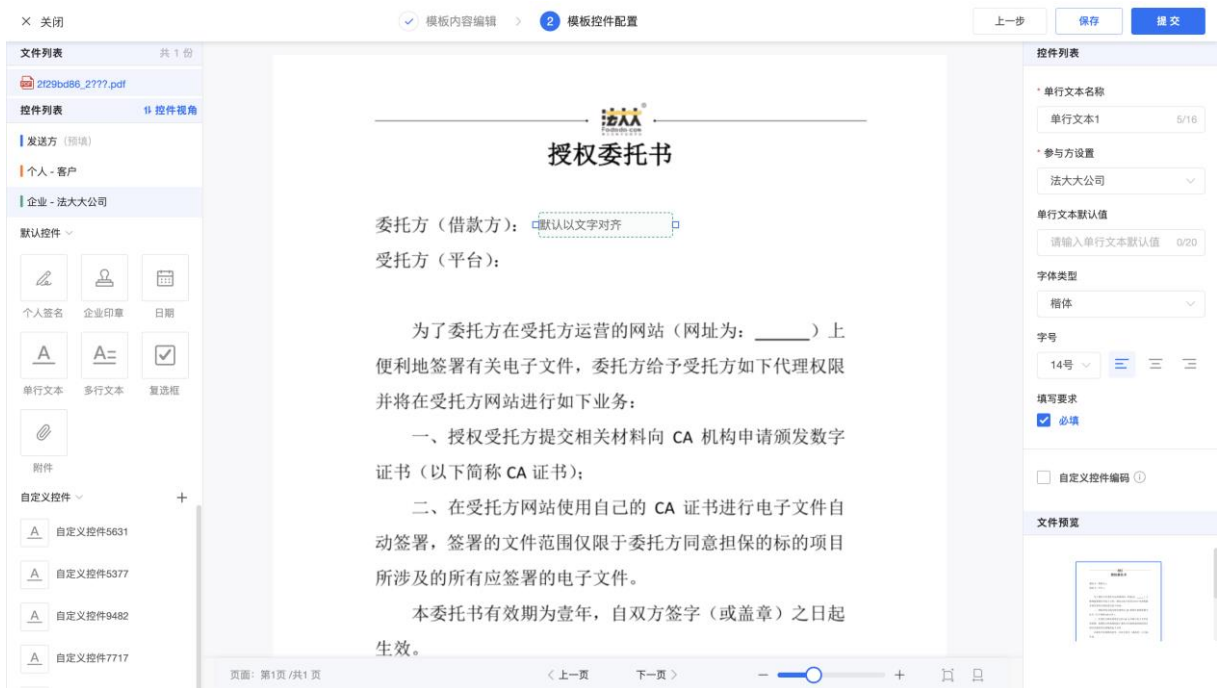 × 关闭
模板内容编辑 > 2 模板控件配置
上一步 保存 提交
文件列表 共 1 份
2f29bd86_2???.pdf
控件列表 控件视角
发送方（预填）
个人 - 客户
企业 - 法大大公司
默认控件
个人签名 企业印章 日期
单行文本 多行文本 复选框
附件
自定义控件 +
A 自定义控件5631
A 自定义控件5377
A 自定义控件9482
A 自定义控件7717
法大大
Fadada.com
授权委托书
委托方（借款方）： 默认以文字对齐
受托方（平台）：
为了委托方在受托方运营的网站（网址为：______）上
便利地签署有关电子文件，委托方给予受托方如下代理权限
并将在受托方网站进行如下业务：
一、授权受托方提交相关材料向 CA 机构申请颁发数字
证书（以下简称 CA 证书）；
二、在受托方网站使用自己的 CA 证书进行电子文件自
动签署，签署的文件范围仅限于委托方同意担保的标的项目
所涉及的所有应签署的电子文件。
本委托书有效期为壹年，自双方签字（或盖章）之日起
生效。
页面：第1页 /共1 页 < 上一页 下一页 > − +
控件列表
* 单行文本名称
单行文本1 5/16
* 参与方设置
法大大公司
单行文本默认值
请输入单行文本默认值 0/20
字体类型
楷体
字号
14号
填写要求
必填
自定义控件编码
文件预览